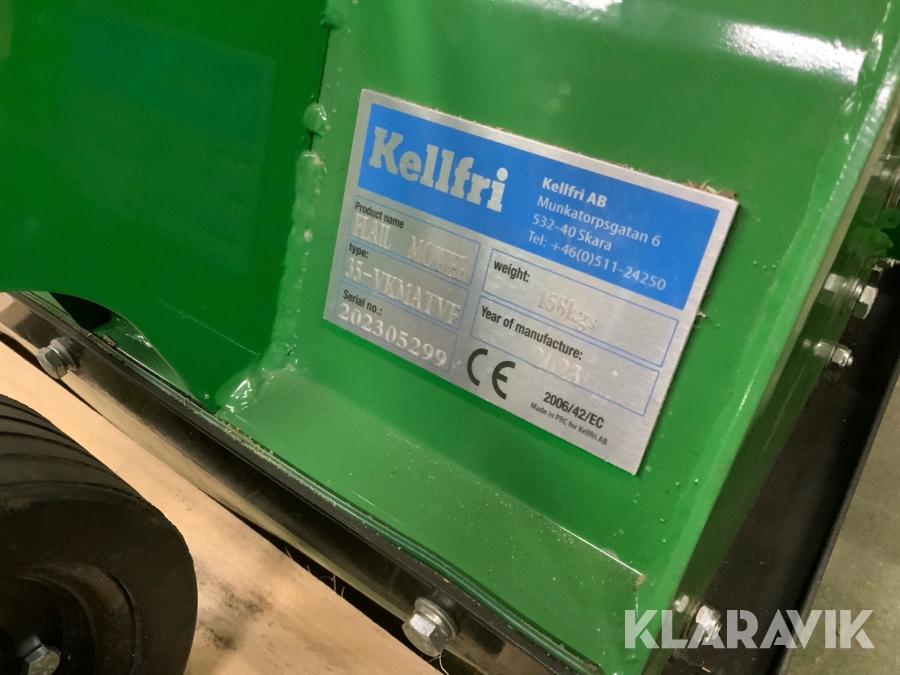 Kellfri
Kellfri AB
Munkatorpsgatan 6
532-40 Skara
Tel: +46(0)511-24250
Product name
FLAIL MOWER
type:
35-VKMATVF
Serial no.:
202305299
weight:
158kgs
Year of manufacture:
2023
CE
2006/42/EC
Made in PRC for Kellfri AB
KLARAVIK